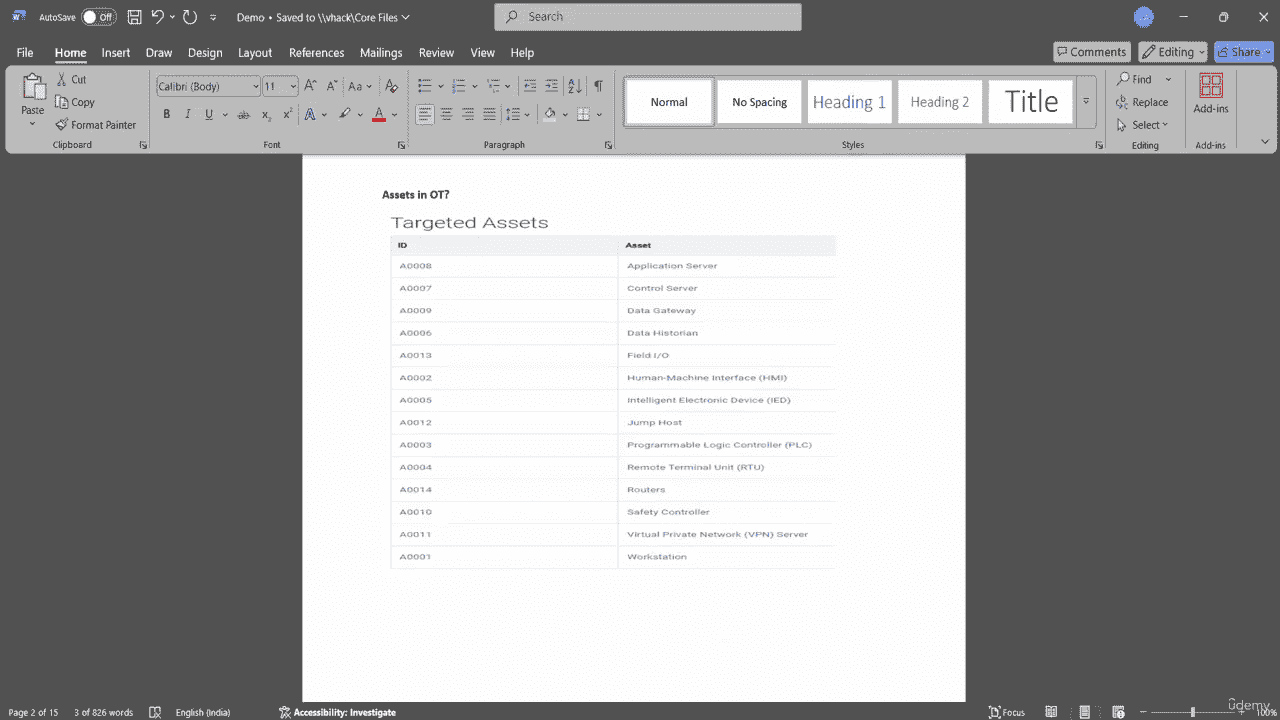 Demo • Saved to \vhack\Com...
Search
File Home Insert Draw Design Layout References Mailings Review View Help
Comments Editing Share
Paste
Cut
Copy
Format Painter
Clipboard
Calibri (Body) 11
Font
Paragraph
Normal
No Spacing
Heading 1
Heading 2
Title
Styles
Find
Replace
Select
Editing
Add-ins
Add-ins
Assets in OT?
Targeted Assets
ID Asset
A0008 Application Server
A0007 Control Server
A0009 Data Gateway
A0006 Data Historian
A0013 Field I/O
A0002 Human-Machine Interface (HMI)
A0005 Intelligent Electronic Device (IED)
A0012 Jump Host
A0003 Programmable Logic Controller (PLC)
A0004 Remote Terminal Unit (RTU)
A0014 Routers
A0010 Safety Controller
A0011 Virtual Private Network (VPN) Server
A0001 Workstation
Page 2 of 15 3 of 826 words English (India) Accessibility: Investigate Focus 100%